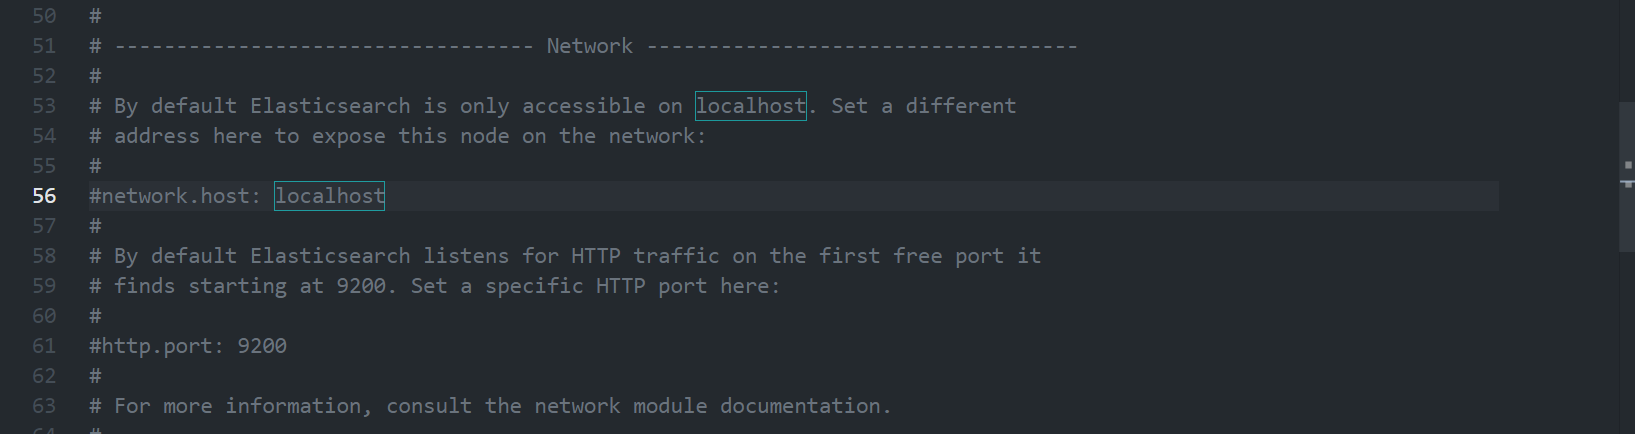 50 #
51 # ---------------------------------- Network -----------------------------------
52 #
53 # By default Elasticsearch is only accessible on localhost. Set a different
54 # address here to expose this node on the network:
55 #
56 #network.host: localhost
57 #
58 # By default Elasticsearch listens for HTTP traffic on the first free port it
59 # finds starting at 9200. Set a specific HTTP port here:
60 #
61 #http.port: 9200
62 #
63 # For more information, consult the network module documentation.
64 #